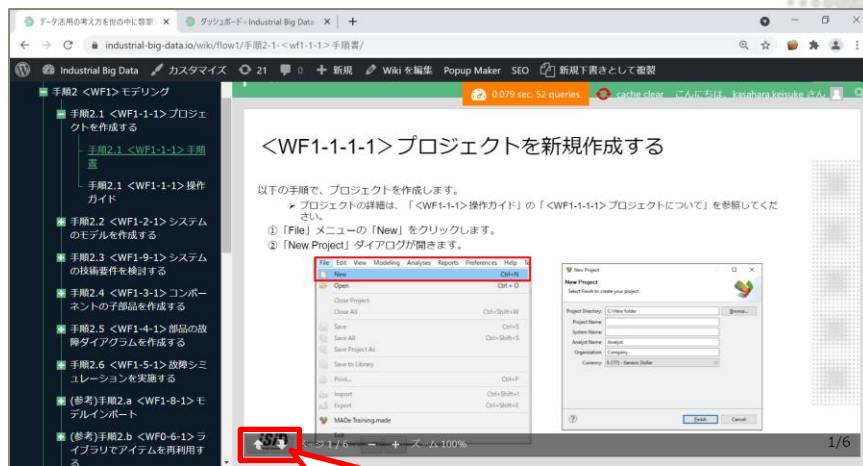 データ活用の考え方を世の中に啓蒙
ダッシュボード ‹ Industrial Big Data
industrial-big-data.io/wiki/flow1/手順2-1-<wf1-1-1>手順書/
Industrial Big Data カスタマイズ 21 0 新規 Wiki を編集 Popup Maker SEO 新規下書きとして複製
0.079 sec. 52 queries. cache clear こんにちは、kasahara.keisuke さん
手順2 <WF1>モデリング
手順2.1 <WF1-1-1>プロジェ
クトを作成する
手順2.1 <WF1-1-1>手順
書
手順2.1 <WF1-1-1>操作
ガイド
手順2.2 <WF1-2-1>システム
のモデルを作成する
手順2.3 <WF1-9-1>システム
の技術要件を検討する
手順2.4 <WF1-3-1>コンポー
ネントの子部品を作成する
手順2.5 <WF1-4-1>部品の故
障ダイアグラムを作成する
手順2.6 <WF1-5-1>故障シミ
ュレーションを実施する
(参考)手順2.a <WF1-8-1>モ
デルインポート
(参考)手順2.b <WF0-6-1>ラ
イブラリでアイテムを再利用す
る
<WF1-1-1-1>プロジェクトを新規作成する
以下の手順で、プロジェクトを作成します。
➢ プロジェクトの詳細は、「<WF1-1-1>操作ガイド」の「<WF1-1-1-1>プロジェクトについて」を参照してくだ
さい。
① 「File」メニューの「New」をクリックします。
② 「New Project」ダイアログが開きます。
File Edit View Modeling Analyses Reports Preferences Help
New Ctrl+N
Open Ctrl + O
Close Project
Close All Ctrl+Shift+W
Save Ctrl+S
Save All Ctrl+Shift+S
Save Project As
Save to Library
Print... Ctrl+P
Import Ctrl+Shift+I
Export Ctrl+Shift+E
MADe Training.made
Exit
New Project
New Project
Select Finish to create your project.
Project Directory: C:\New folder Browse...
Project Name:
System Name:
Analyst Name: Analyst
Organisation: Company
Currency: $ (???) - Generic Dollar
Finish Cancel
iSiD
ページ 1 / 6 − + ズーム 100%
1/6